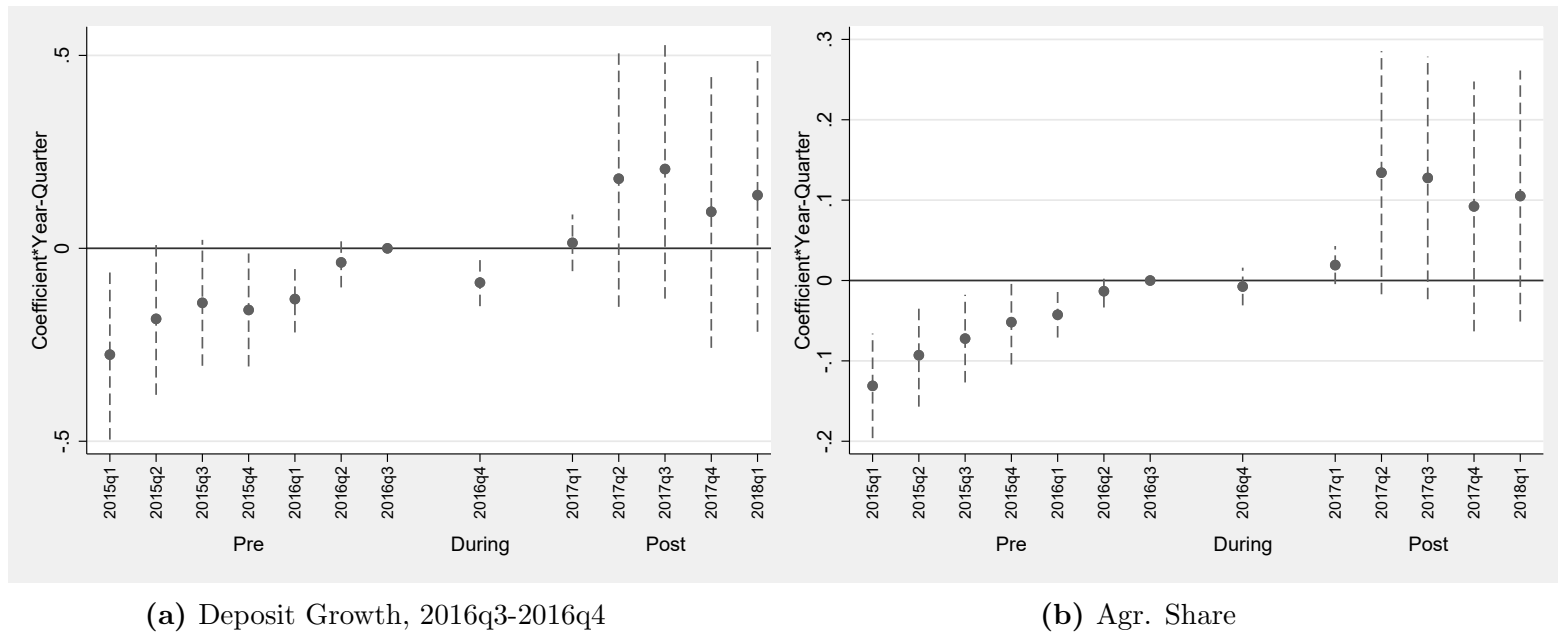 Coefficient*Year-Quarter
.5
0
-.5
2015q1
2015q2
2015q3
2015q4
2016q1
2016q2
2016q3
2016q4
2017q1
2017q2
2017q3
2017q4
2018q1
Pre During Post
(a) Deposit Growth, 2016q3-2016q4
Coefficient*Year-Quarter
.3
.2
.1
0
-.1
-.2
2015q1
2015q2
2015q3
2015q4
2016q1
2016q2
2016q3
2016q4
2017q1
2017q2
2017q3
2017q4
2018q1
Pre During Post
(b) Agr. Share